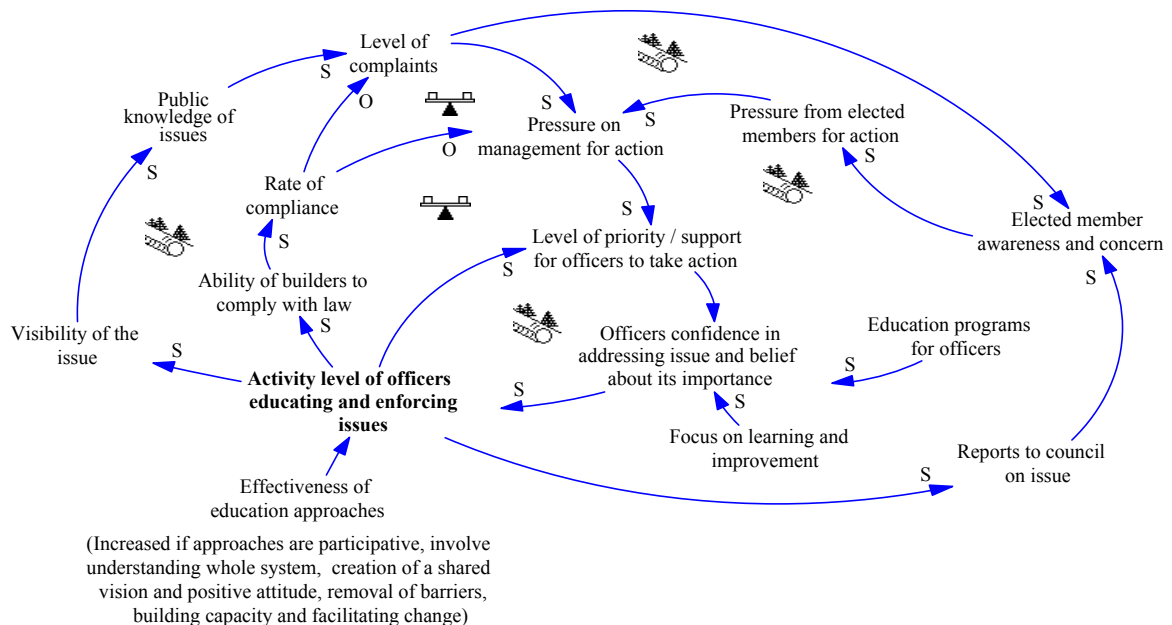 Level of
complaints
S
O
Public
knowledge of
issues
S
S
S
Pressure on
management for action
O
Pressure from elected
members for action
S
Rate of
compliance
S
S
S
Elected member
awareness and concern
S
Level of priority / support
for officers to take action
S
Ability of builders to
comply with law
S
Visibility of the
issue
S
Officers confidence in
addressing issue and belief
about its importance
Education programs
for officers
S
Activity level of officers
educating and enforcing
issues
S
S
Focus on learning and
improvement
Reports to council
on issue
S
Effectiveness of
education approaches
(Increased if approaches are participative, involve
understanding whole system, creation of a shared
vision and positive attitude, removal of barriers,
building capacity and facilitating change)